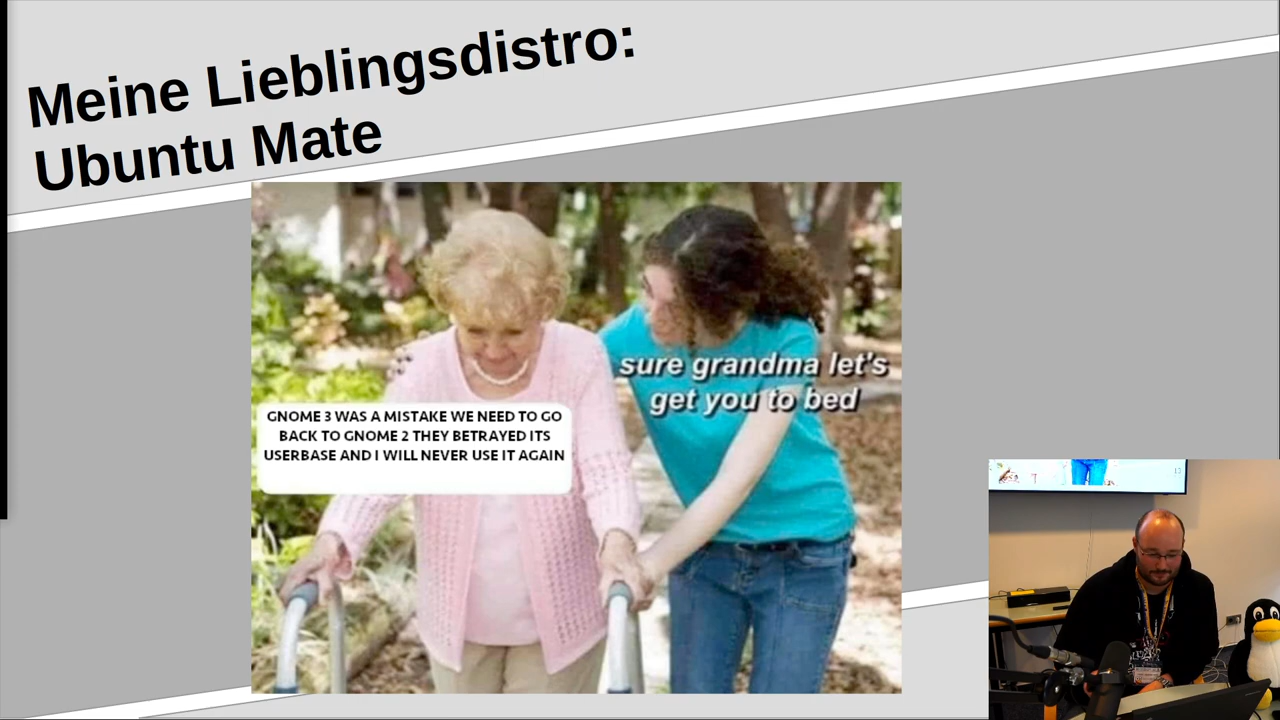 Meine Lieblingsdistro:
Ubuntu Mate
GNOME 3 WAS A MISTAKE WE NEED TO GO
BACK TO GNOME 2 THEY BETRAYED ITS
USERBASE AND I WILL NEVER USE IT AGAIN
sure grandma let's
get you to bed